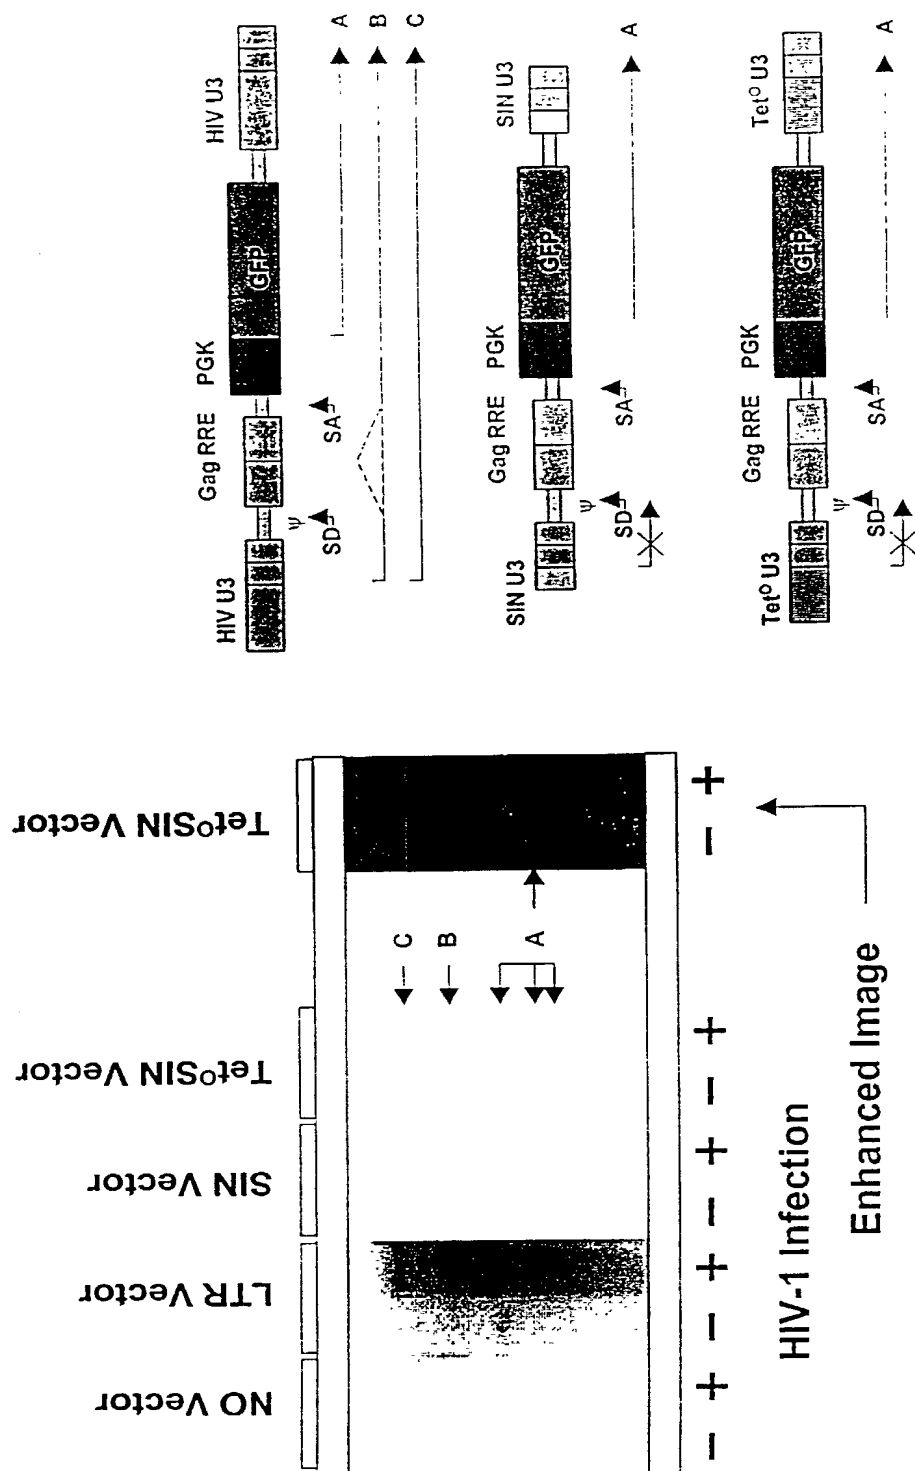 NO Vector
LTR Vector
SIN Vector
TetOSIN Vector
TetOSIN Vector
C
B
A
- + - + - + - + - +
HIV-1 Infection
Enhanced Image
HIV U3
Gag RRE
PGK
GFP
HIV U3
ψ
SD
SA
A
B
C
SIN U3
Gag RRE
PGK
GFP
SIN U3
ψ
SD
SA
A
TetO U3
Gag RRE
PGK
GFP
TetO U3
ψ
SD
SA
A